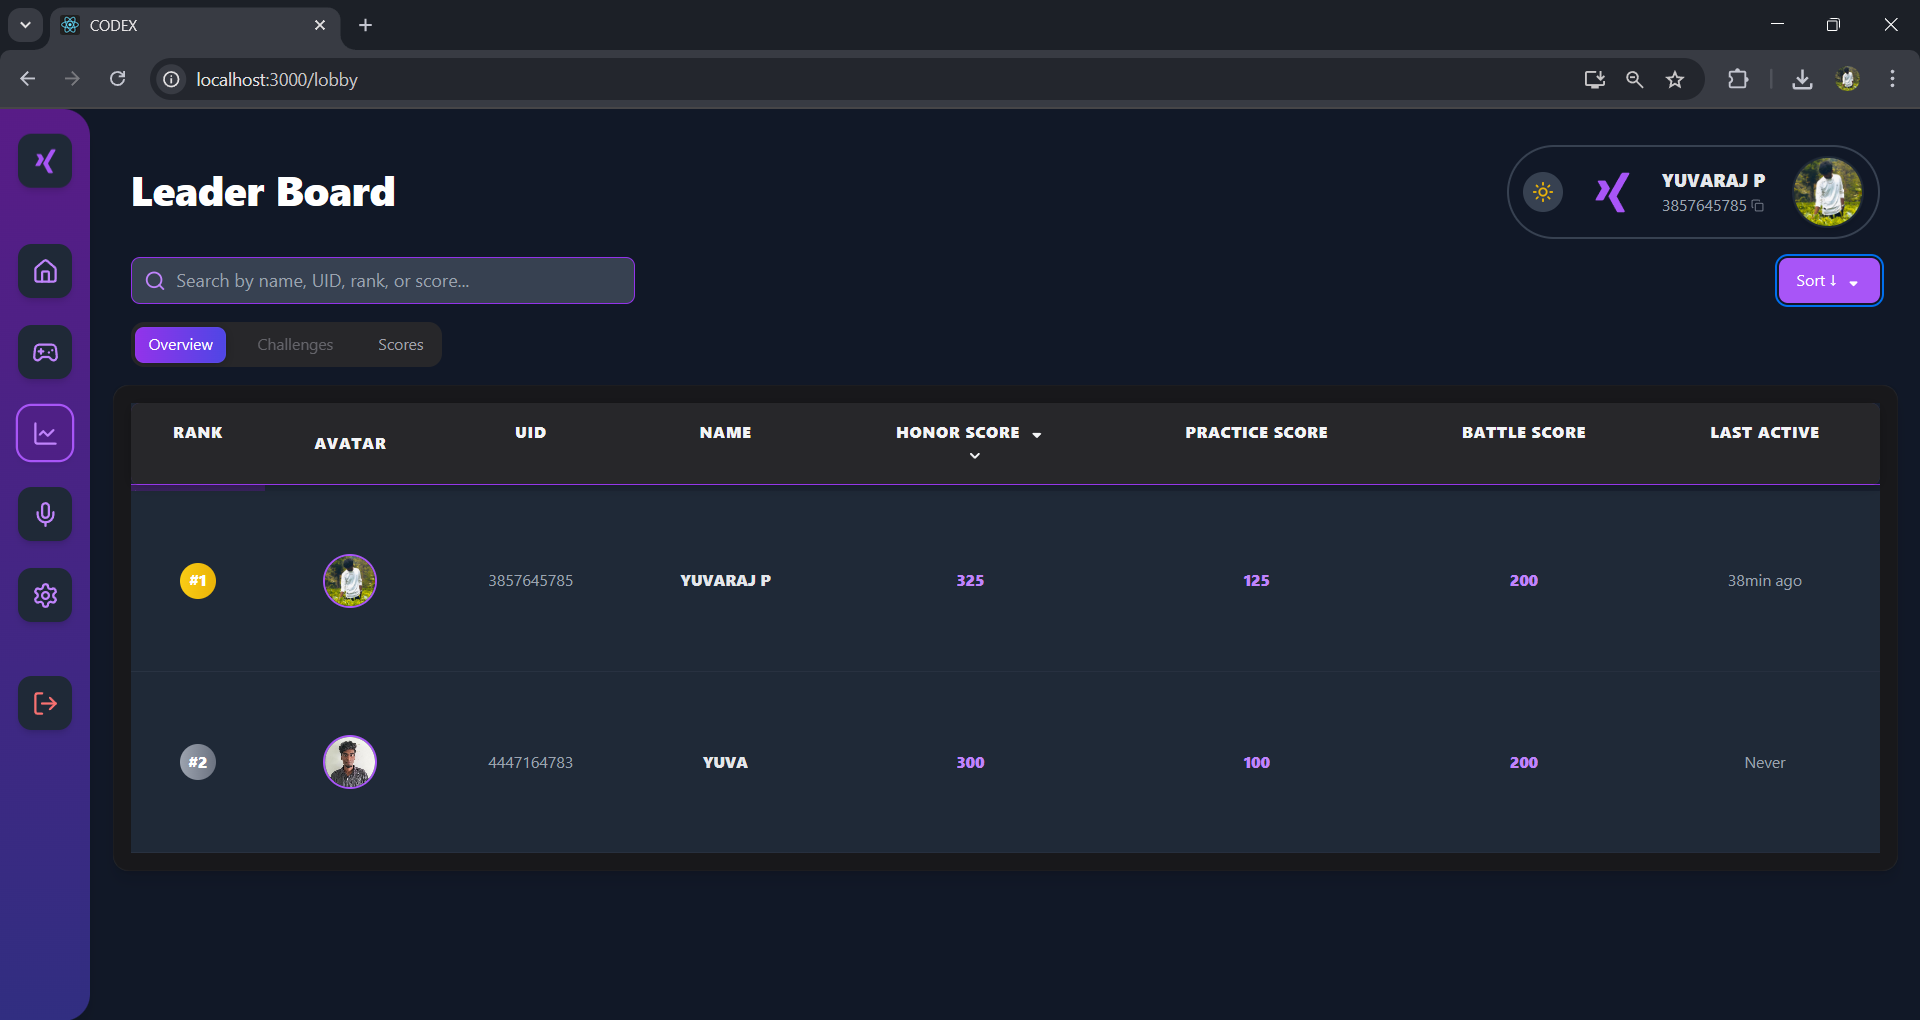 CODEX
localhost:3000/lobby
Leader Board
YUVARAJ P
3857645785
Search by name, UID, rank, or score...
Sort ↓
Overview Challenges Scores
RANK AVATAR UID NAME HONOR SCORE PRACTICE SCORE BATTLE SCORE LAST ACTIVE
#1 3857645785 YUVARAJ P 325 125 200 38min ago
#2 4447164783 YUVA 300 100 200 Never